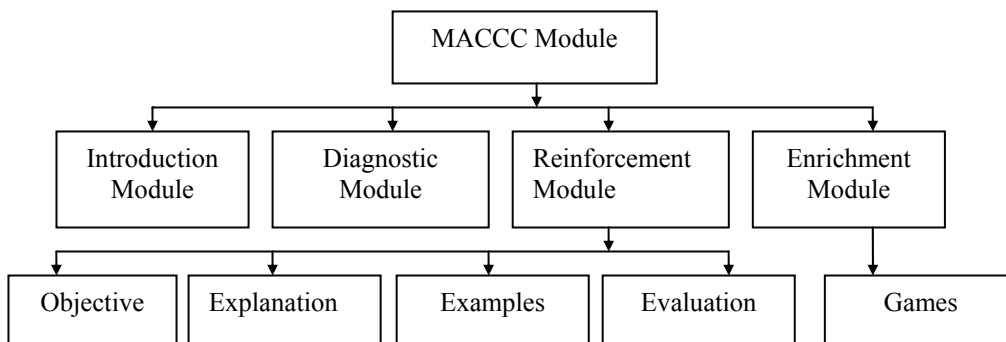 MACCC Module
Introduction
Module
Diagnostic
Module
Reinforcement
Module
Enrichment
Module
Objective
Explanation
Examples
Evaluation
Games